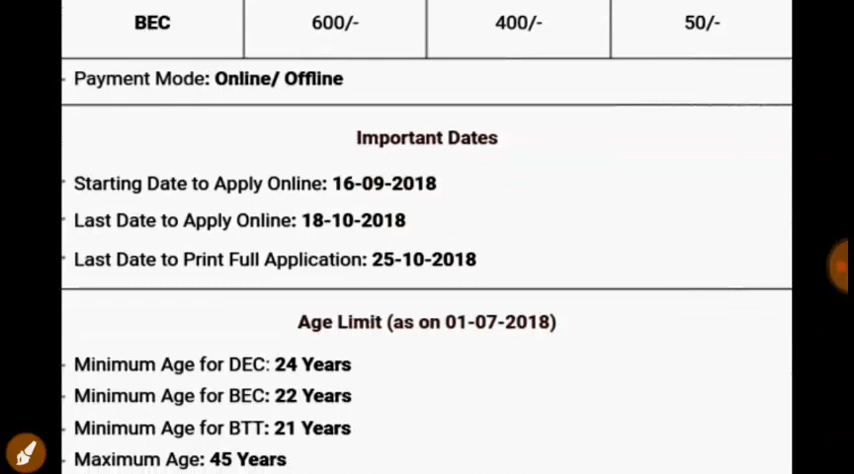 BEC 600/- 400/- 50/-
Payment Mode: Online/ Offline
Important Dates
Starting Date to Apply Online: 16-09-2018
Last Date to Apply Online: 18-10-2018
Last Date to Print Full Application: 25-10-2018
Age Limit (as on 01-07-2018)
Minimum Age for DEC: 24 Years
Minimum Age for BEC: 22 Years
Minimum Age for BTT: 21 Years
Maximum Age: 45 Years